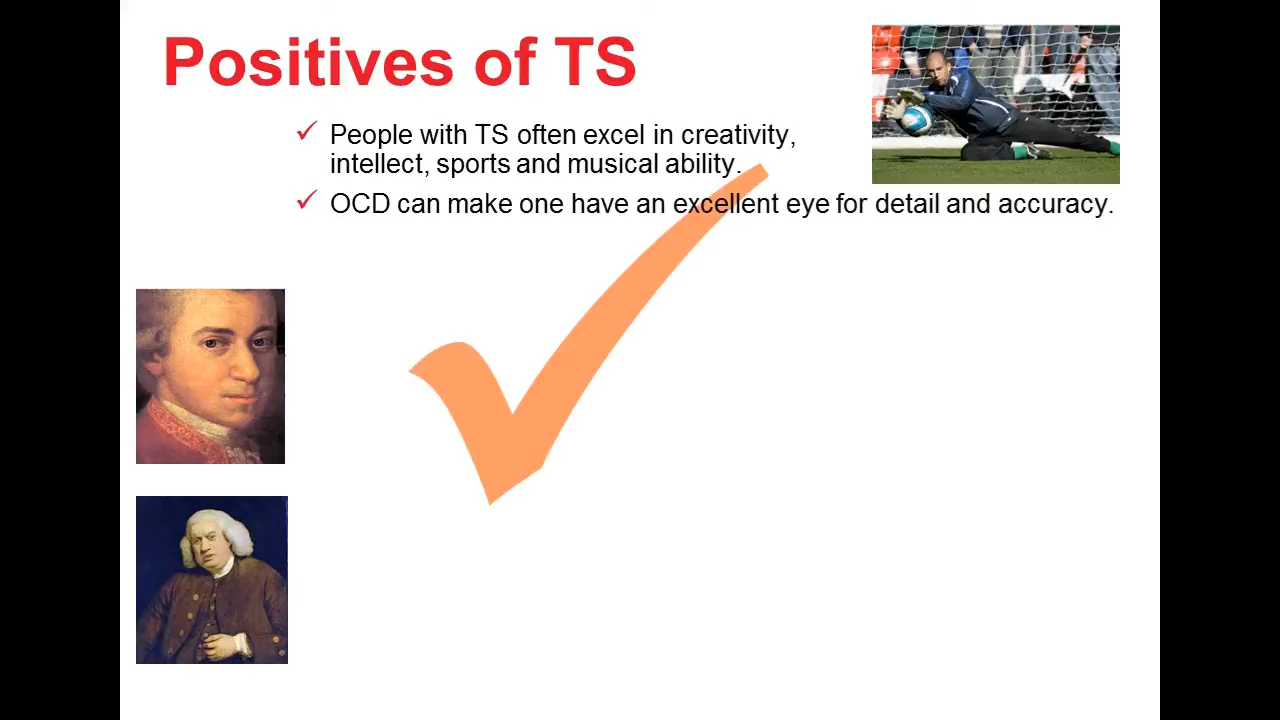 Positives of TS
People with TS often excel in creativity,
intellect, sports and musical ability.
OCD can make one have an excellent eye for detail and accuracy.